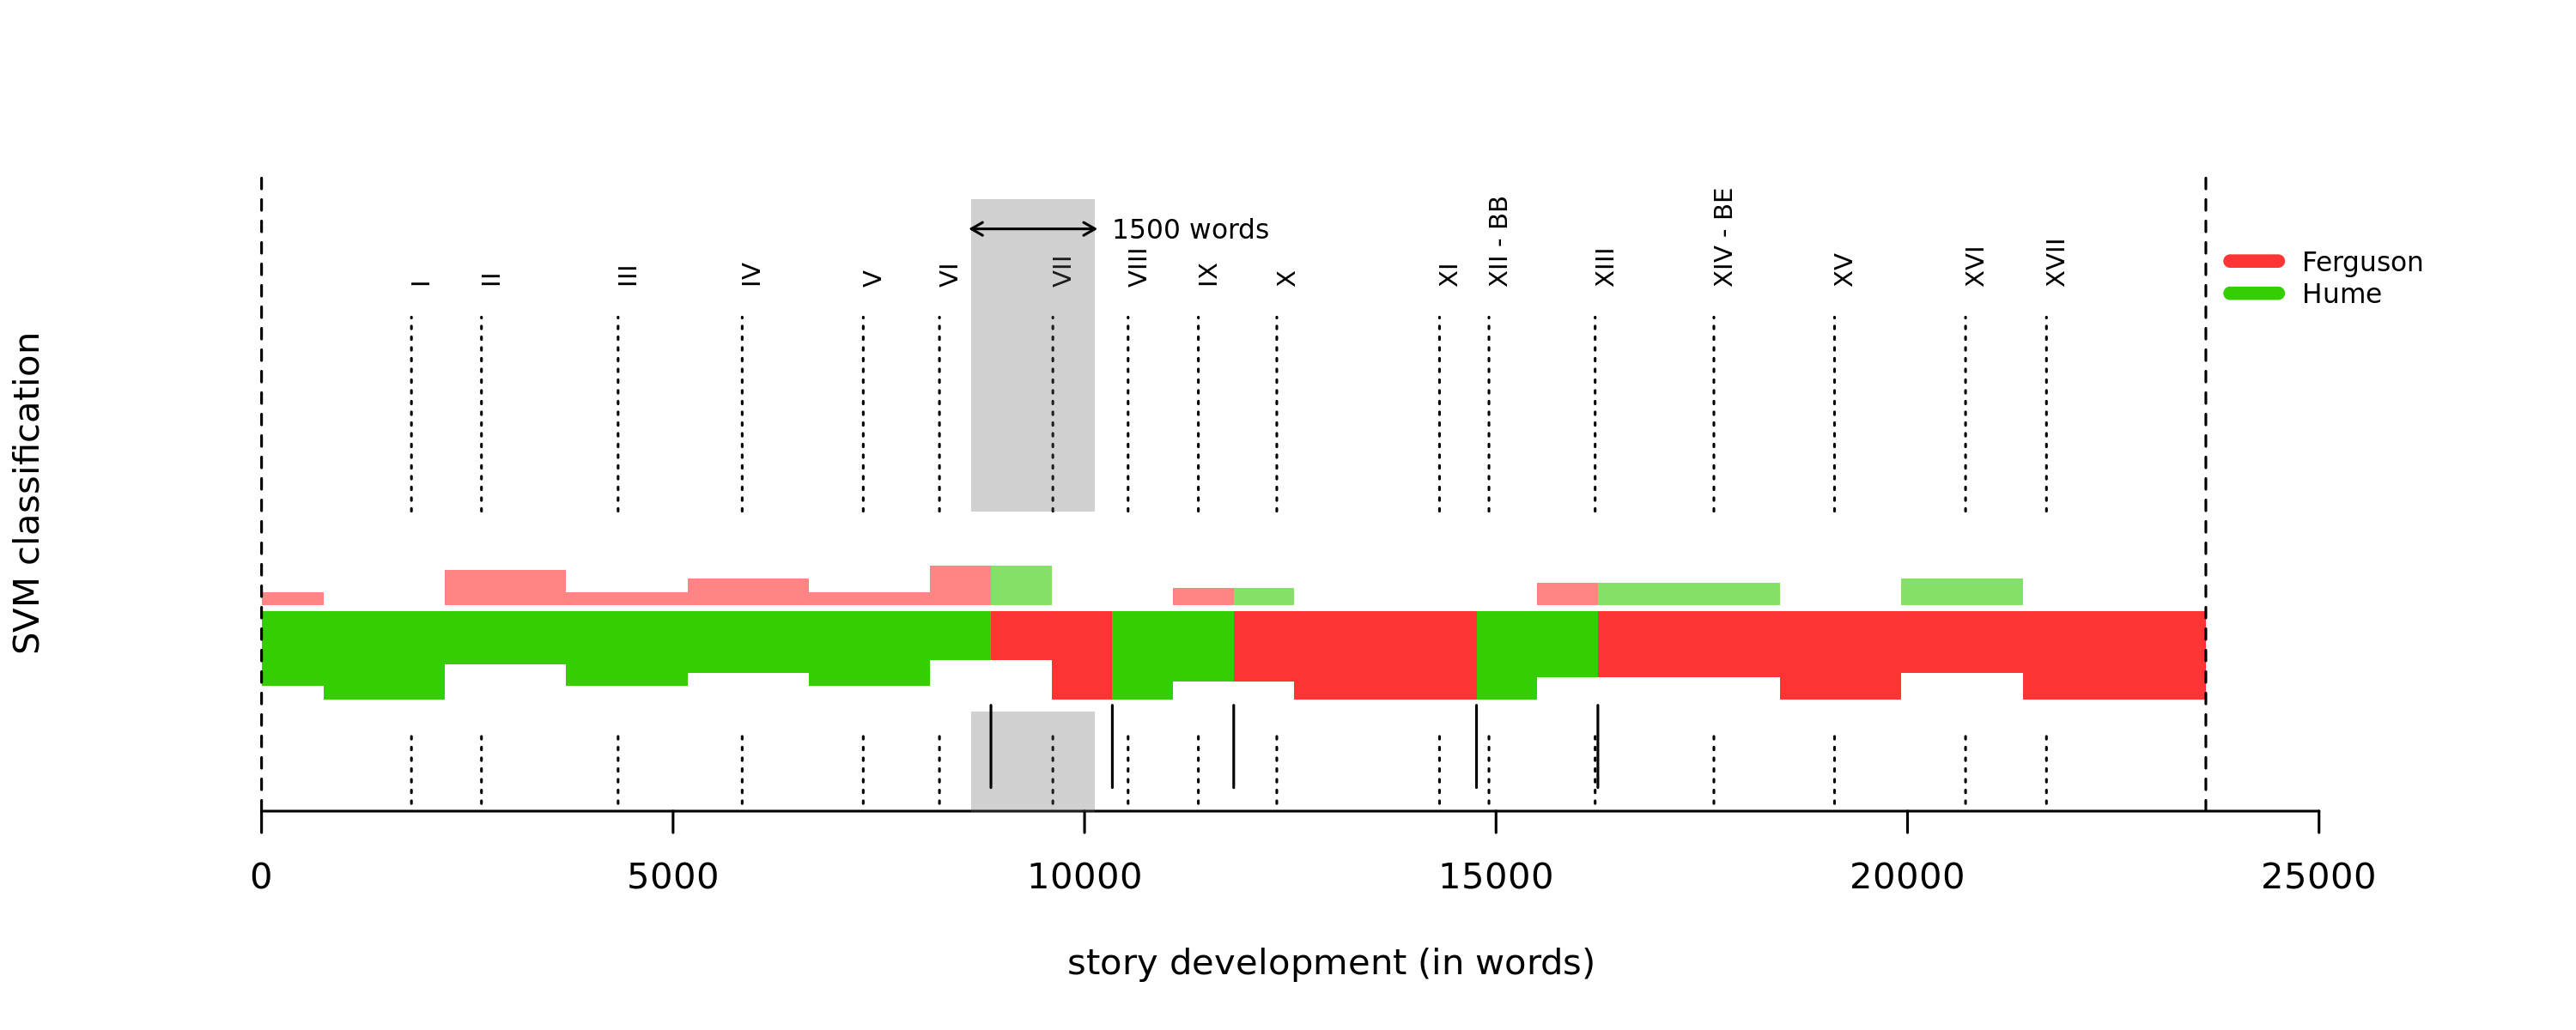 1500 words
I
II
III
IV
V
VI
VII
VIII
IX
X
XI
XII - BB
XIII
XIV - BE
XV
XVI
XVII
Ferguson
Hume
SVM classification
0
5000
10000
15000
20000
25000
story development (in words)